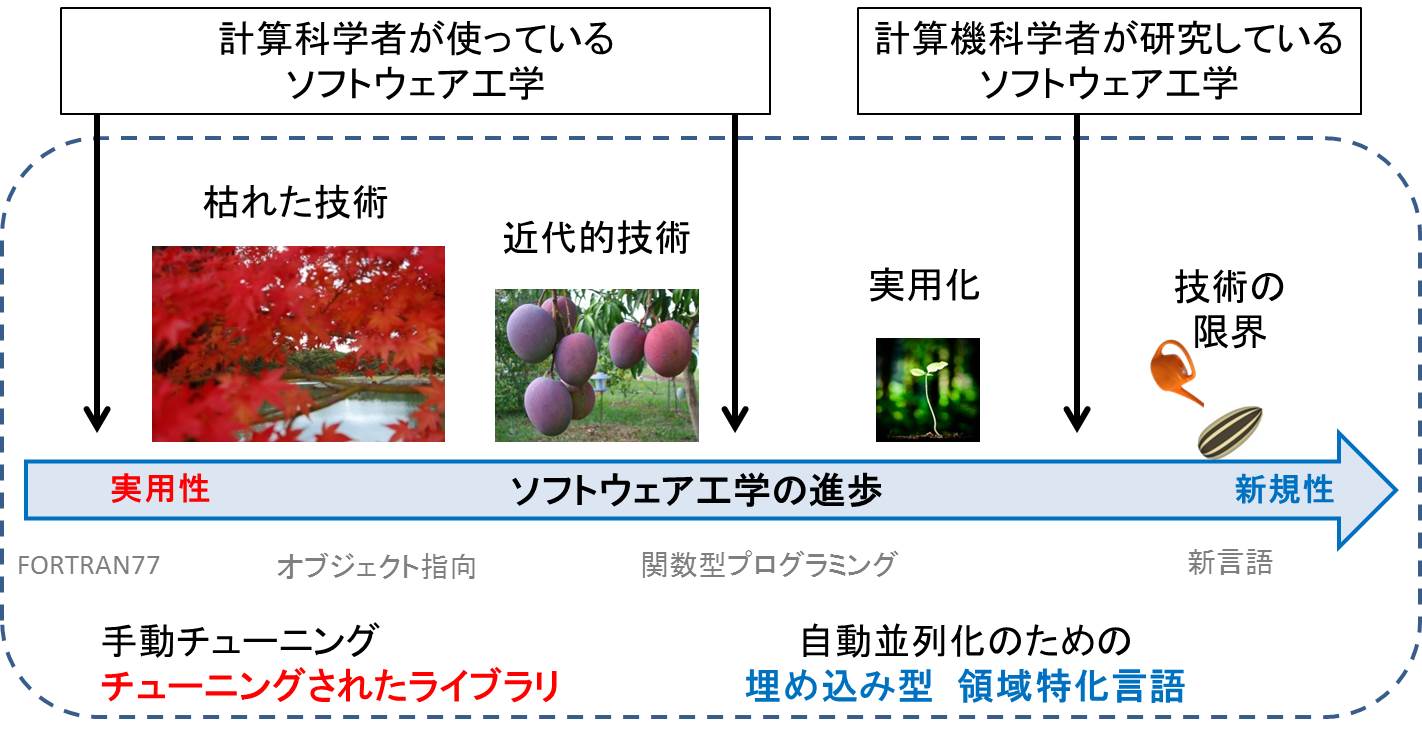 計算科学者が使っている
ソフトウェア工学
計算機科学者が研究している
ソフトウェア工学
枯れた技術
近代的技術
実用化
技術の
限界
実用性
ソフトウェア工学の進歩
新規性
FORTRAN77
オブジェクト指向
関数型プログラミング
新言語
手動チューニング
チューニングされたライブラリ
自動並列化のための
埋め込み型 領域特化言語